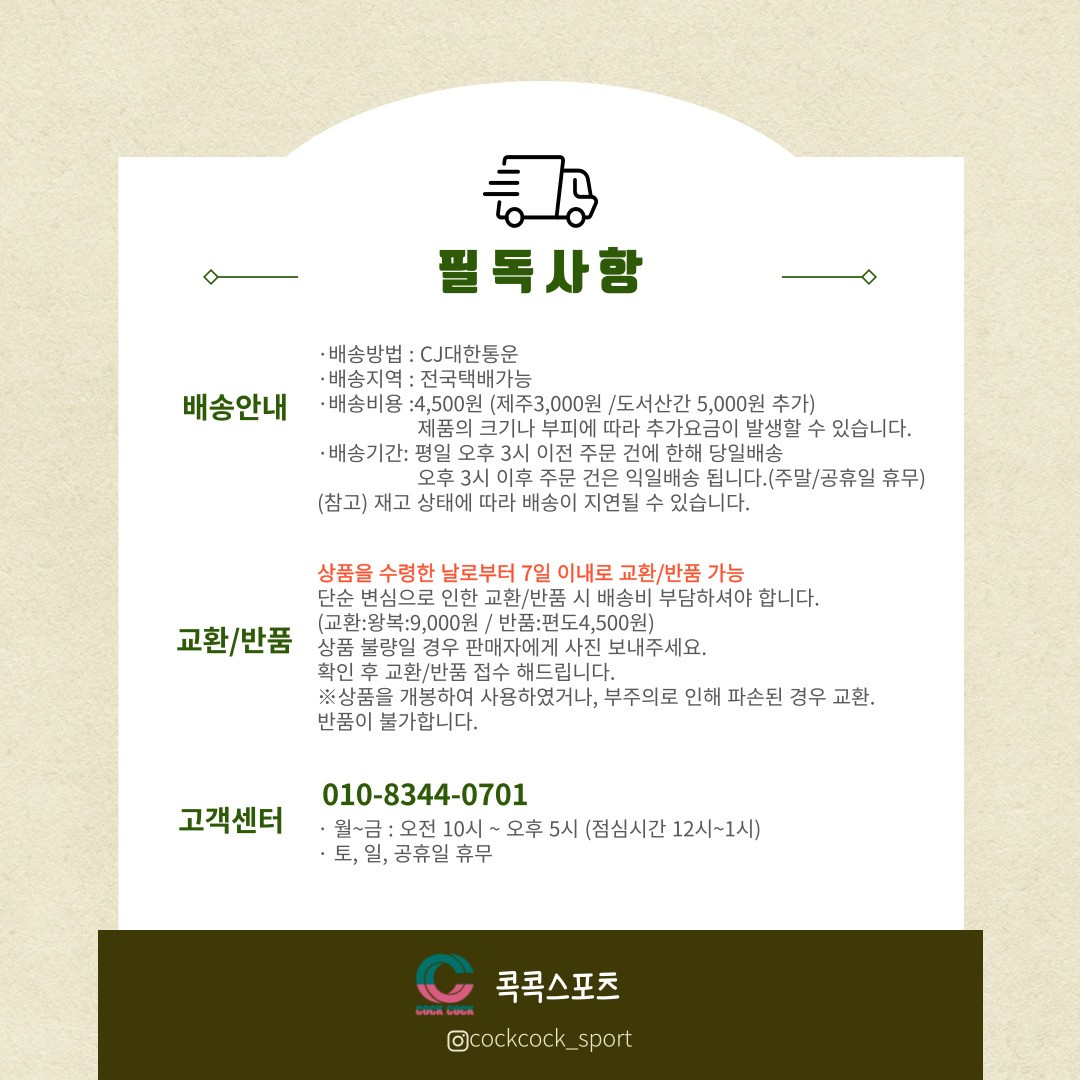 필독사항
배송안내
·배송방법 : CJ대한통운
·배송지역 : 전국택배가능
·배송비용 :4,500원 (제주3,000원 /도서산간 5,000원 추가)
제품의 크기나 부피에 따라 추가요금이 발생할 수 있습니다.
·배송기간: 평일 오후 3시 이전 주문 건에 한해 당일배송
오후 3시 이후 주문 건은 익일배송 됩니다.(주말/공휴일 휴무)
(참고) 재고 상태에 따라 배송이 지연될 수 있습니다.
교환/반품
상품을 수령한 날로부터 7일 이내로 교환/반품 가능
단순 변심으로 인한 교환/반품 시 배송비 부담하셔야 합니다.
(교환:왕복:9,000원 / 반품:편도4,500원)
상품 불량일 경우 판매자에게 사진 보내주세요.
확인 후 교환/반품 접수 해드립니다.
※상품을 개봉하여 사용하였거나, 부주의로 인해 파손된 경우 교환.
반품이 불가합니다.
고객센터
010-8344-0701
· 월~금 : 오전 10시 ~ 오후 5시 (점심시간 12시~1시)
· 토, 일, 공휴일 휴무
COCK COCK
콕콕스포츠
cockcock_sport